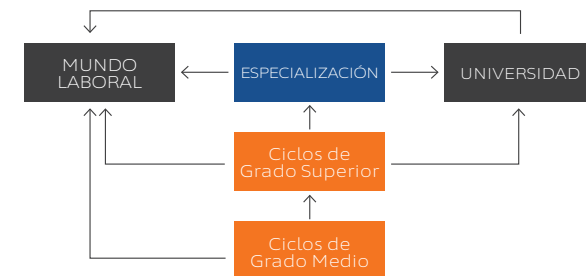 MUNDO
LABORAL
ESPECIALIZACIÓN
UNIVERSIDAD
Ciclos de
Grado Superior
Ciclos de
Grado Medio